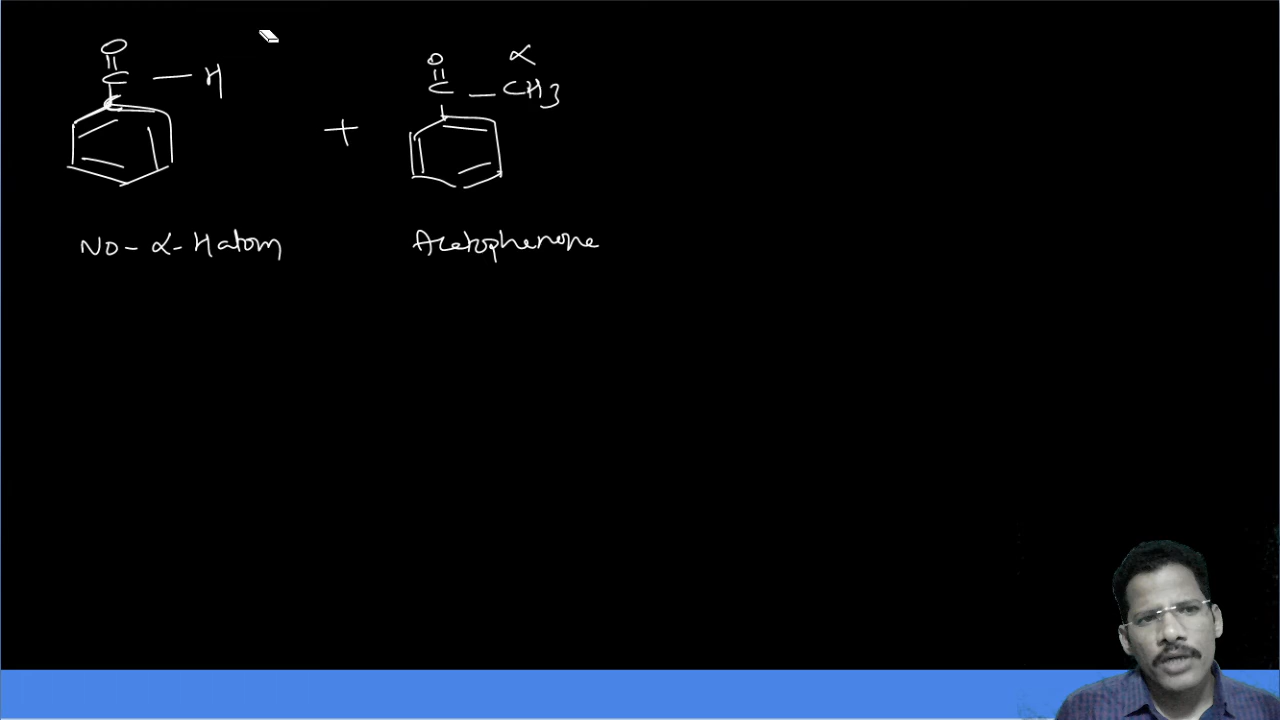 O
||
C — H
+
O
||
C — CH3
α
NO - α - H atom
Acetophenone